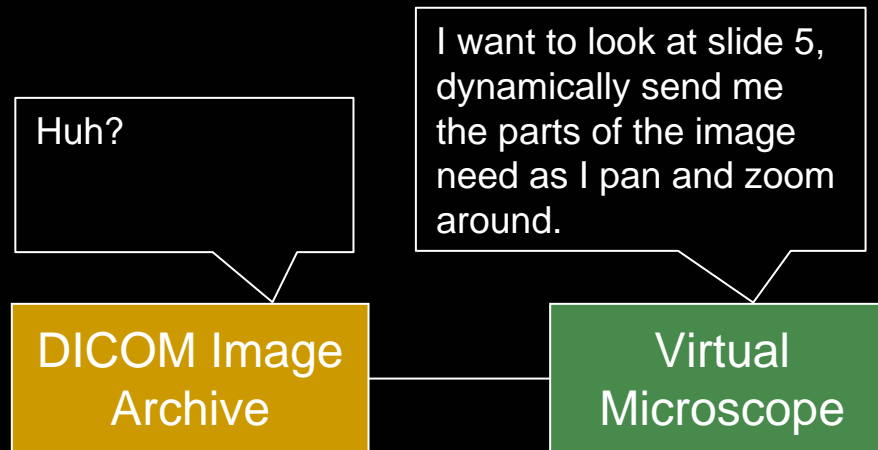 Huh?
I want to look at slide 5,
dynamically send me
the parts of the image
need as I pan and zoom
around.
DICOM Image
Archive
Virtual
Microscope